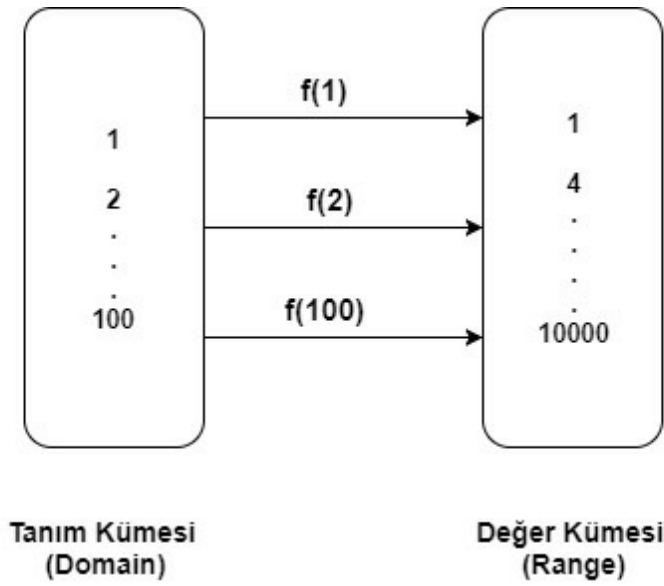 f(1)
1
1
2
4
f(2)
.
.
.
.
.
.
.
100
f(100)
10000
Tanım Kümesi
(Domain)
Değer Kümesi
(Range)